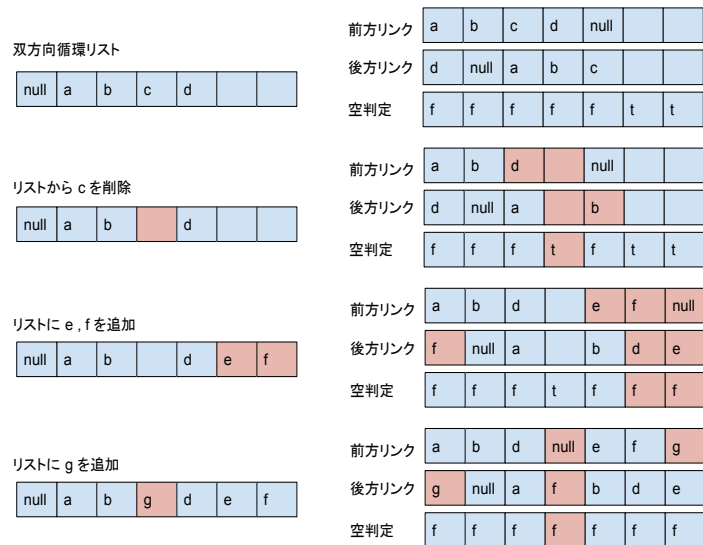 双方向循環リスト
null a b c d
前方リンク a b c d null
後方リンク d null a b c
空判定 f f f f f t t
リストから c を削除
null a b d
前方リンク a b d null
後方リンク d null a b
空判定 f f f t f t t
リストに e , f を追加
null a b d e f
前方リンク a b d e f null
後方リンク f null a b d e
空判定 f f f t f f f
リストに g を追加
null a b g d e f
前方リンク a b d null e f g
後方リンク g null a f b d e
空判定 f f f f f f f